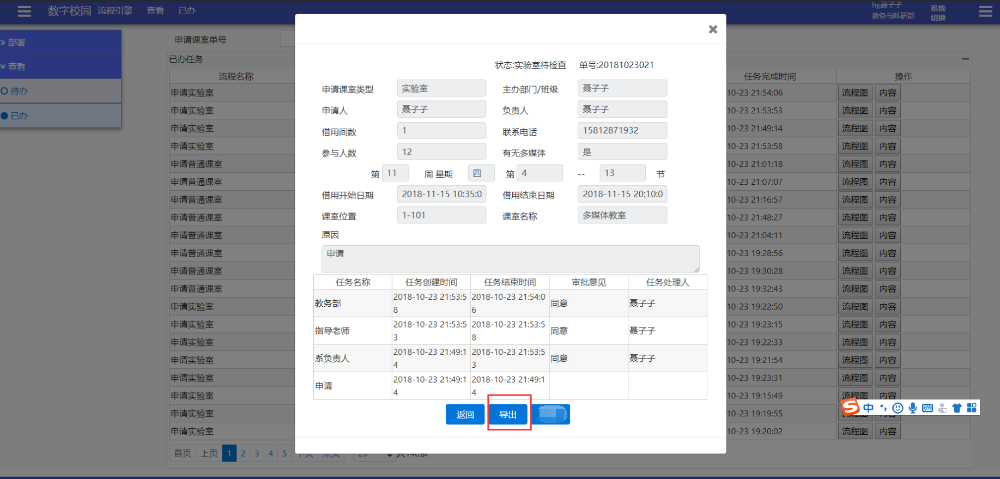 数字校园 流程引擎 / 查看 / 已办
hy,聂子子
教务与科研部
系统
切换
部署
查看
待办
已办
申请课室单号
已办任务
流程名称
申请实验室
申请实验室
申请实验室
申请实验室
申请普通课室
申请普通课室
申请普通课室
申请普通课室
申请普通课室
申请普通课室
申请普通课室
申请普通课室
申请实验室
申请实验室
申请实验室
申请实验室
申请实验室
申请实验室
申请实验室
申请实验室
状态:实验室待检查 单号:20181023021
申请课室类型 实验室 主办部门/班级 聂子子
申请人 聂子子 负责人 聂子子
借用间数 1 联系电话 15812871932
参与人数 12 有无多媒体 是
第 11 周 星期 四 第 4 -- 13 节
借用开始日期 2018-11-15 10:35:0 借用结束日期 2018-11-15 20:10:0
课室位置 1-101 课室名称 多媒体教室
原因
申请
任务名称 任务创建时间 任务结束时间 审批意见 任务处理人
教务部 2018-10-23 21:53:58 2018-10-23 21:54:06 同意 聂子子
指导老师 2018-10-23 21:53:53 2018-10-23 21:53:58 同意 聂子子
系负责人 2018-10-23 21:49:14 2018-10-23 21:53:53 同意 聂子子
申请 2018-10-23 21:49:14 2018-10-23 21:49:14
返回 导出
任务完成时间 操作
10-23 21:54:06 流程图 内容
10-23 21:53:53 流程图 内容
10-23 21:49:14 流程图 内容
10-23 21:53:58 流程图 内容
10-23 21:01:18 流程图 内容
10-23 21:07:07 流程图 内容
10-23 21:16:57 流程图 内容
10-23 21:48:27 流程图 内容
10-23 21:04:11 流程图 内容
10-23 19:28:56 流程图 内容
10-23 19:30:28 流程图 内容
10-23 19:32:43 流程图 内容
10-23 19:22:50 流程图 内容
10-23 19:23:15 流程图 内容
10-23 19:22:33 流程图 内容
10-23 19:21:54 流程图 内容
10-23 19:23:31 流程图 内容
10-23 19:15:49 流程图 内容
10-23 19:19:55 流程图 内容
10-23 19:20:02 流程图 内容
中
首页 上页 1 2 3 4 5 下页 末页 20